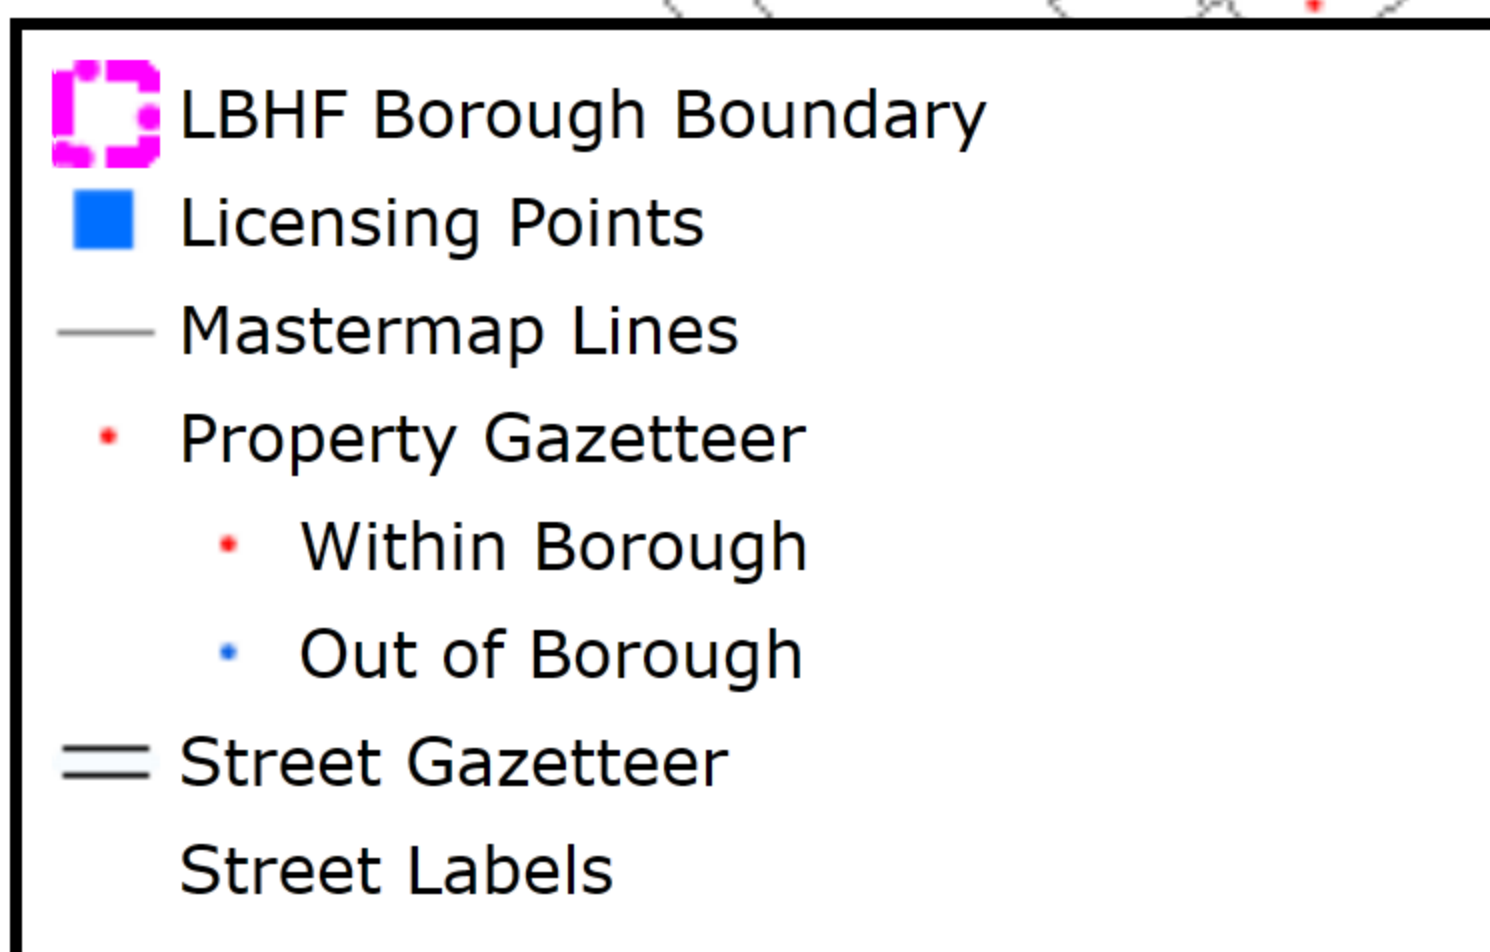 LBHF Borough Boundary
Licensing Points
Mastermap Lines
Property Gazetteer
Within Borough
Out of Borough
Street Gazetteer
Street Labels